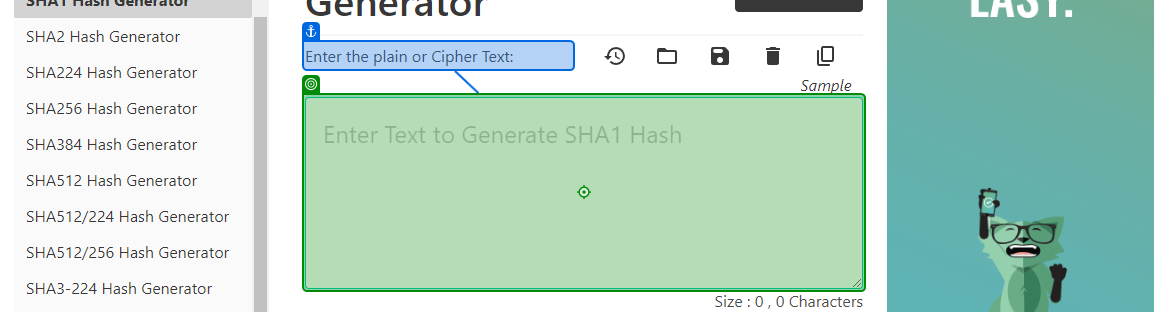 SHA1 Hash Generator
SHA2 Hash Generator
SHA224 Hash Generator
SHA256 Hash Generator
SHA384 Hash Generator
SHA512 Hash Generator
SHA512/224 Hash Generator
SHA512/256 Hash Generator
SHA3-224 Hash Generator
Generator
Enter the plain or Cipher Text:
Sample
Enter Text to Generate SHA1 Hash
Size : 0 , 0 Characters
EASY.